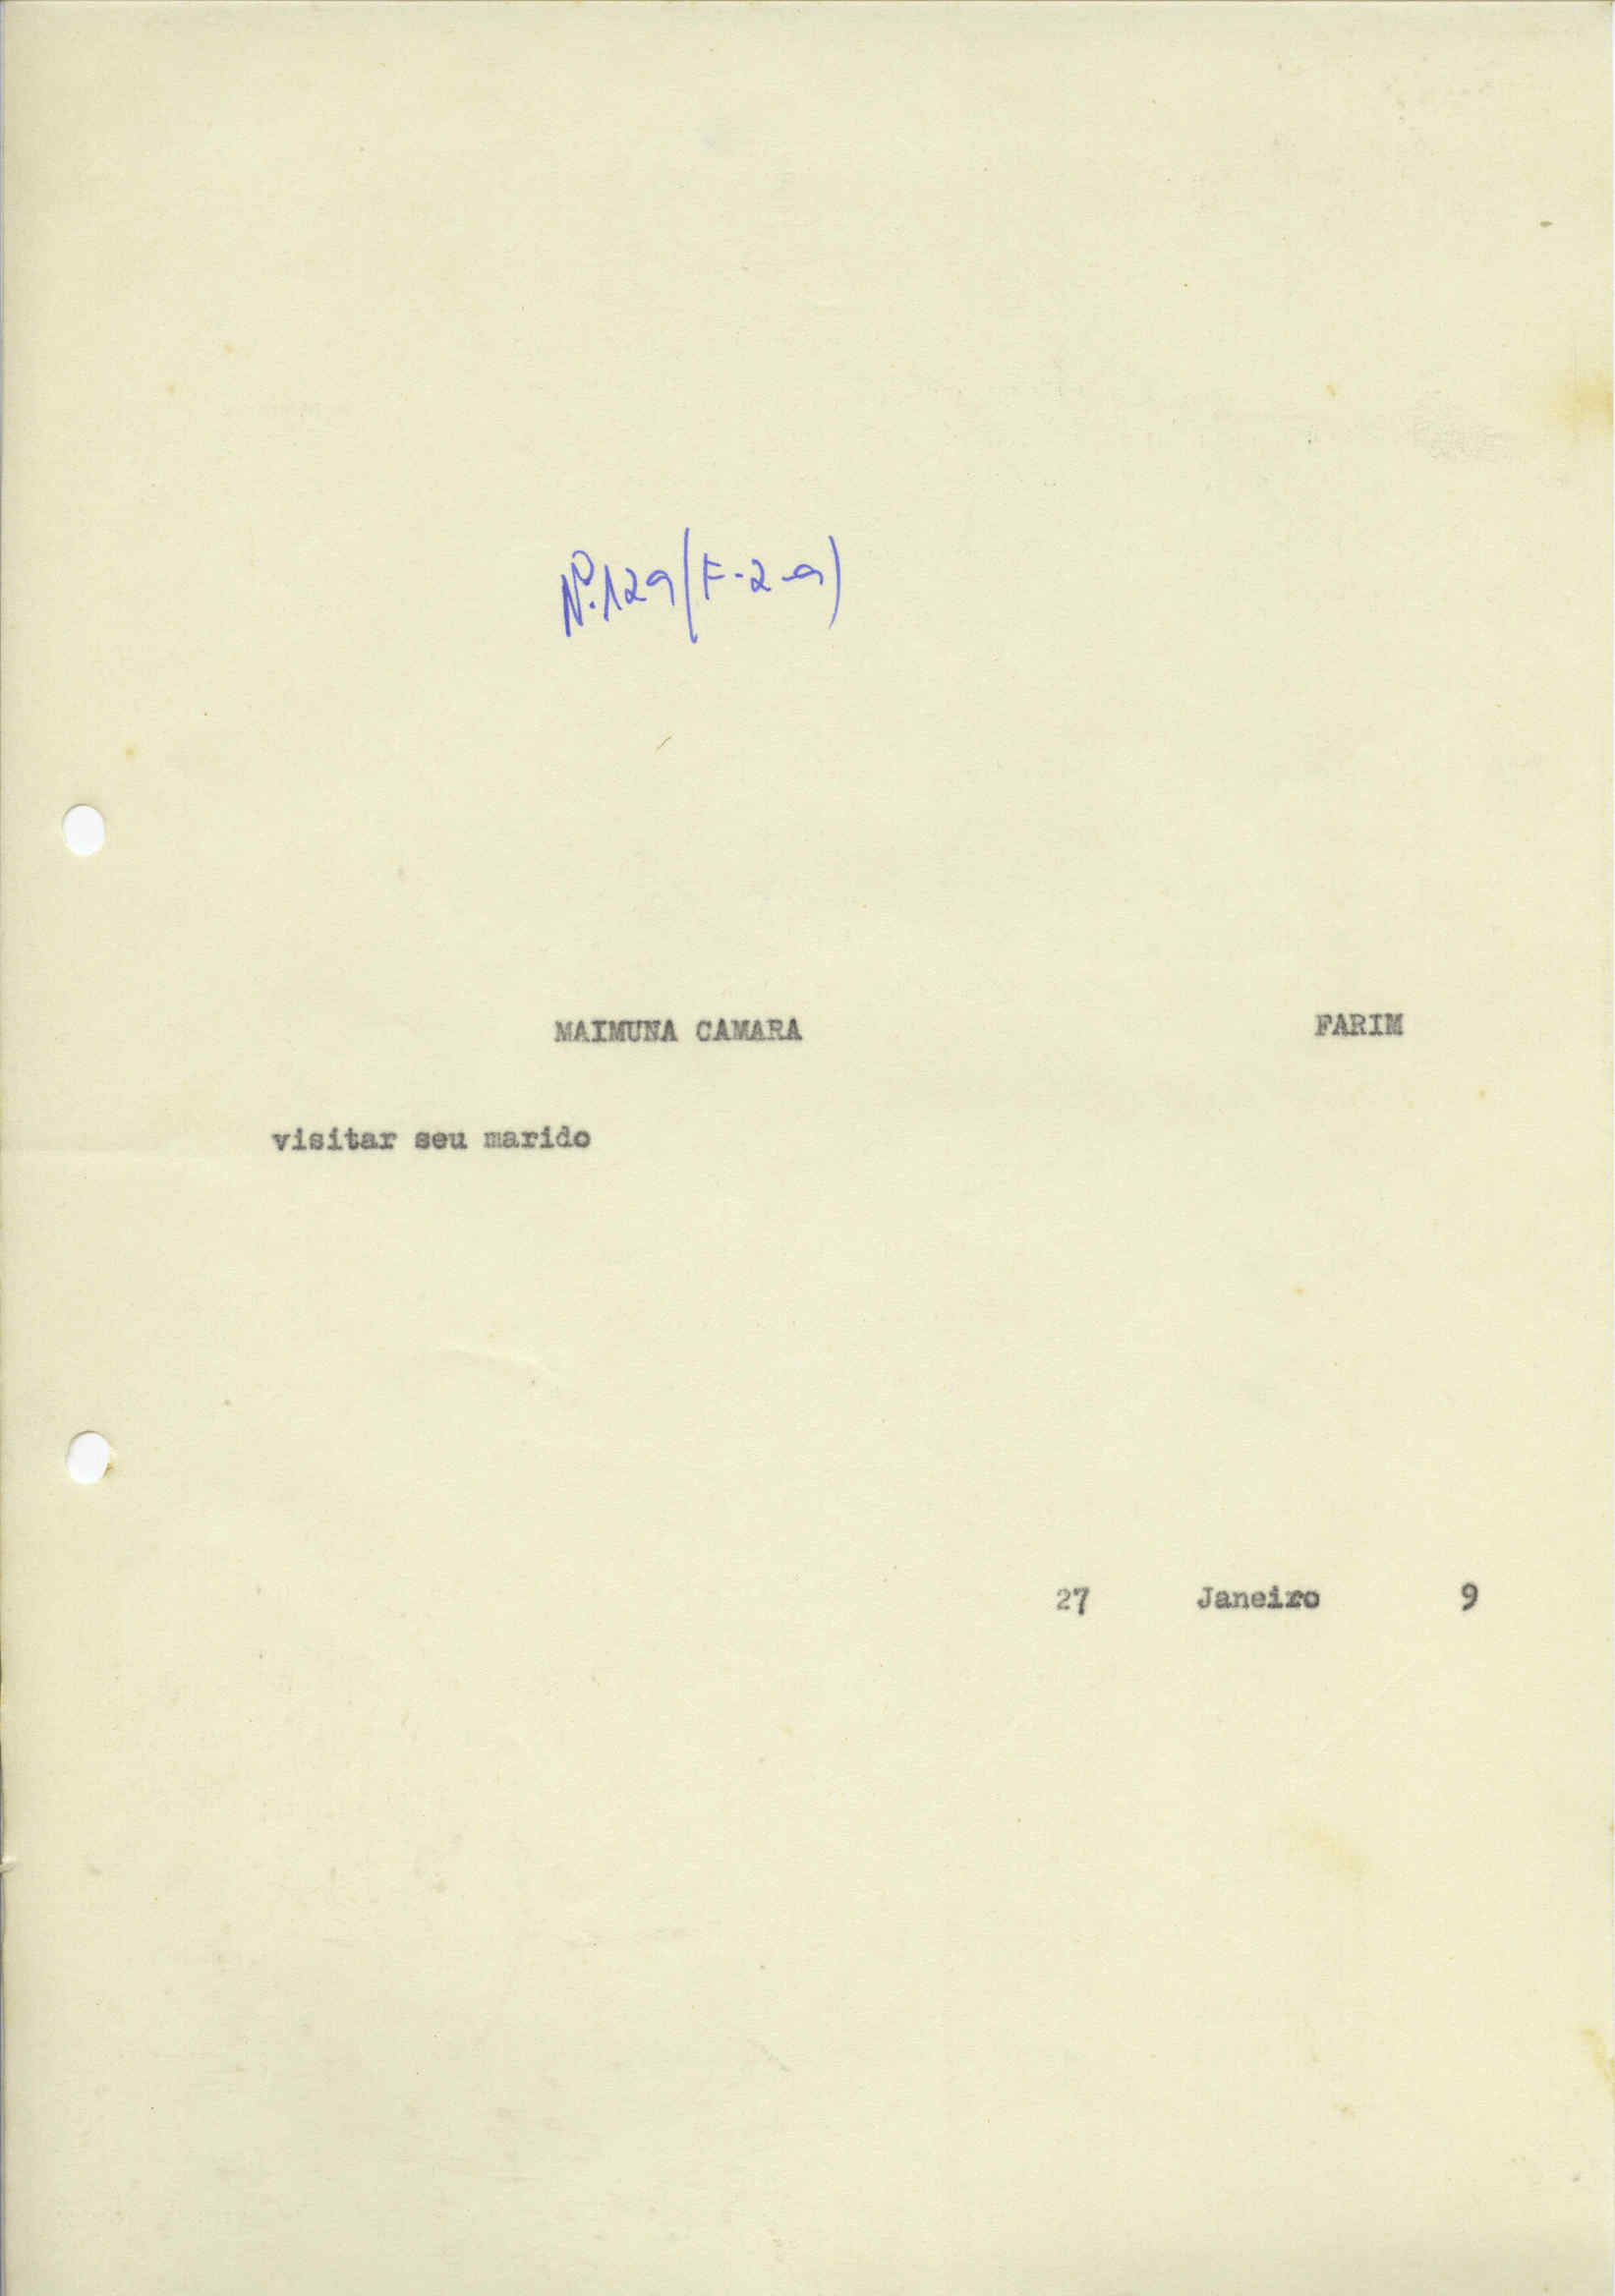 Nº.129(F-2-9)
MAIMUNA CAMARA FARIM
visitar seu marido
27 Janeiro 9